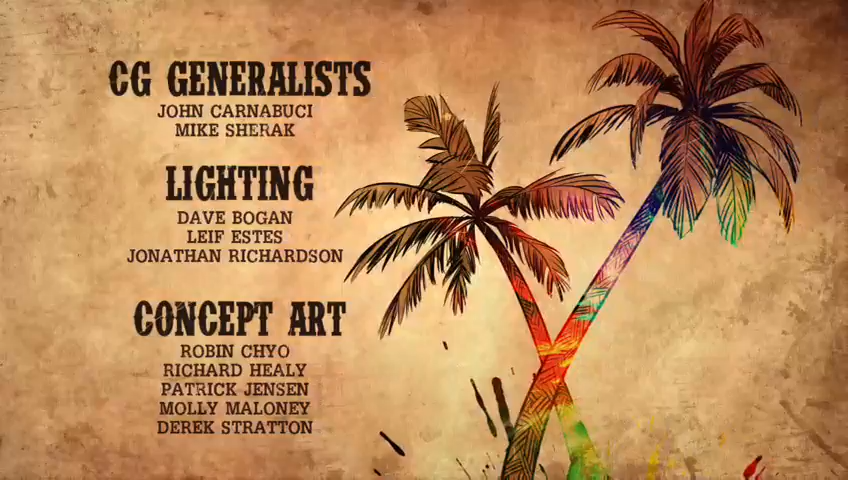 CG GENERALISTS
JOHN CARNABUCI
MIKE SHERAK
LIGHTING
DAVE BOGAN
LEIF ESTES
JONATHAN RICHARDSON
CONCEPT ART
ROBIN CHYO
RICHARD HEALY
PATRICK JENSEN
MOLLY MALONEY
DEREK STRATTON